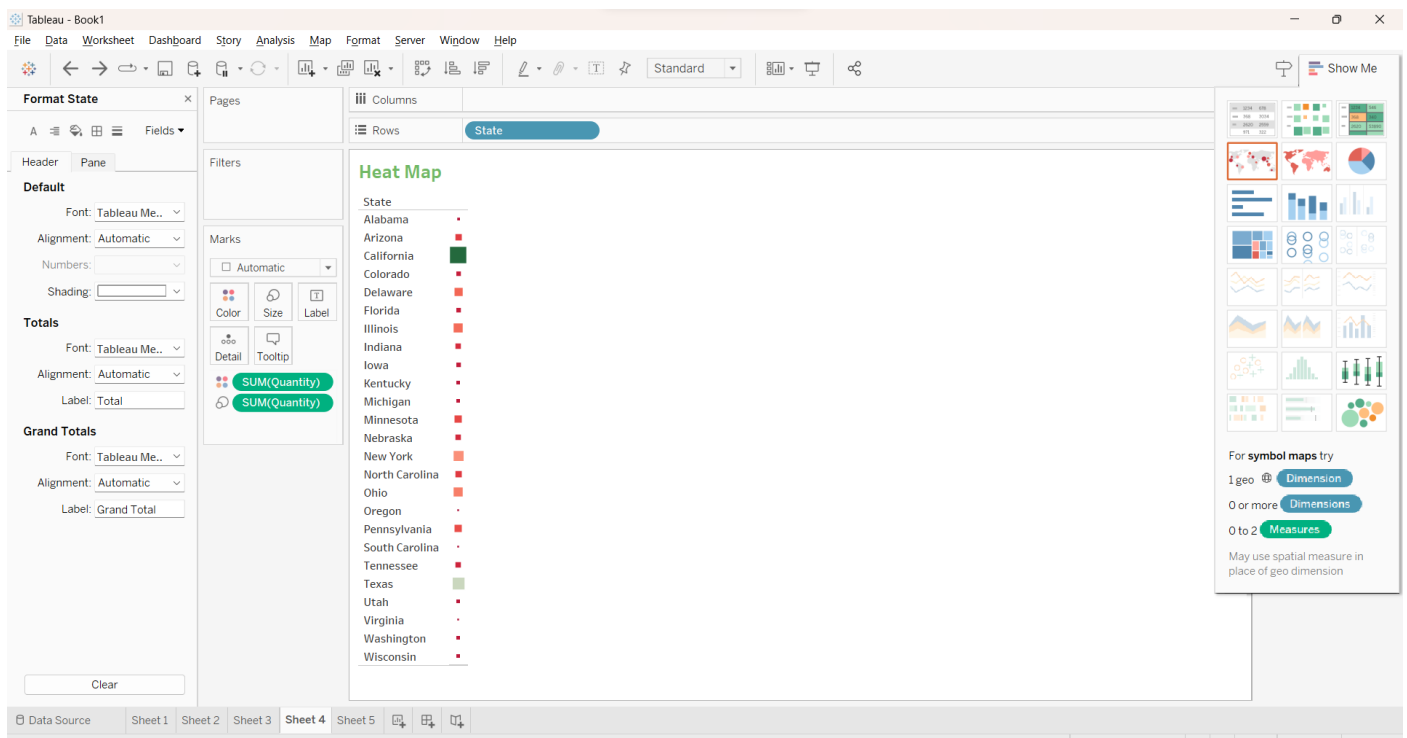 Tableau - Book1
File Data Worksheet Dashboard Story Analysis Map Format Server Window Help
Standard
Show Me
Format State
Fields
Header Pane
Default
Font: Tableau Me..
Alignment: Automatic
Numbers:
Shading:
Totals
Font: Tableau Me..
Alignment: Automatic
Label: Total
Grand Totals
Font: Tableau Me..
Alignment: Automatic
Label: Grand Total
Clear
Pages
Filters
Marks
Automatic
Color Size Label
Detail Tooltip
SUM(Quantity)
SUM(Quantity)
Columns
Rows State
Heat Map
State
Alabama
Arizona
California
Colorado
Delaware
Florida
Illinois
Indiana
Iowa
Kentucky
Michigan
Minnesota
Nebraska
New York
North Carolina
Ohio
Oregon
Pennsylvania
South Carolina
Tennessee
Texas
Utah
Virginia
Washington
Wisconsin
For symbol maps try
1 geo Dimension
0 or more Dimensions
0 to 2 Measures
May use spatial measure in
place of geo dimension
Data Source Sheet 1 Sheet 2 Sheet 3 Sheet 4 Sheet 5